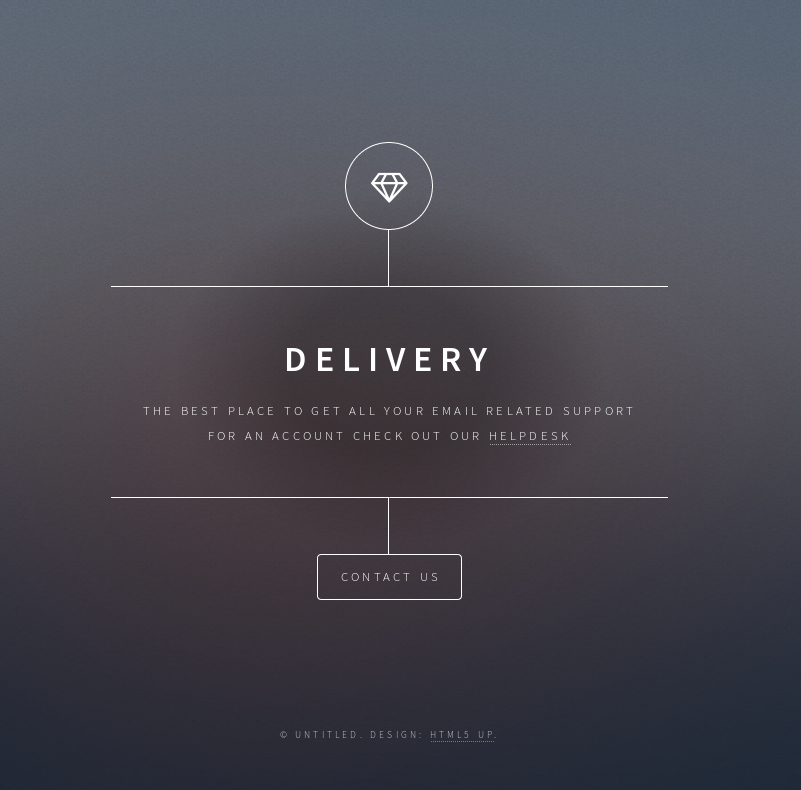 DELIVERY
THE BEST PLACE TO GET ALL YOUR EMAIL RELATED SUPPORT
FOR AN ACCOUNT CHECK OUT OUR HELPDESK
CONTACT US
© UNTITLED. DESIGN: HTML5 UP.